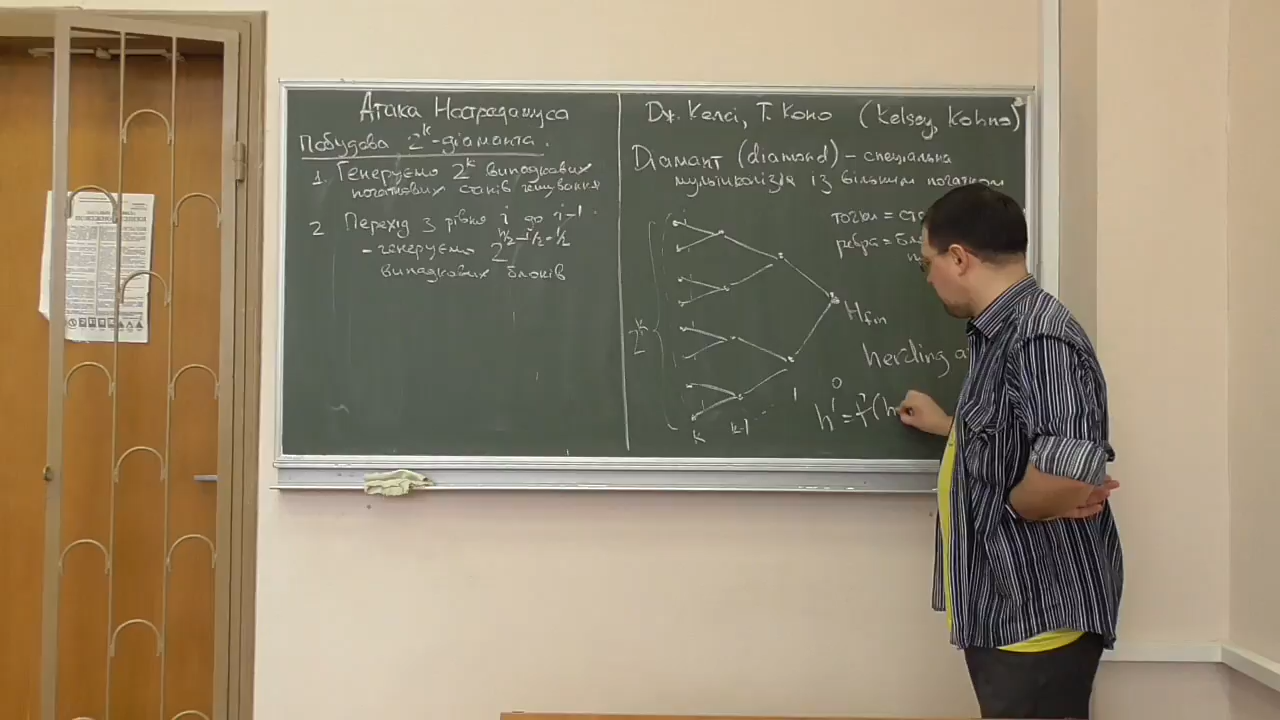 Атака Нострадамуса
Побудова 2^k-діаманта.
1. Генеруємо 2^k випадкових
початкових станів гешування
2 Перехід з рівня i до i-1.
- генеруємо 2^{n/2-i/2+1/2}
випадкових блоків
Дж. Келсі, Т. Коно (Kelsey, Kohno)
Діамант (diamond) – спеціальна
мультиколізія із вільним початком
точки = ст
ребра = бл
2^k
H_fin
herding a
k k-1 1 0
h' = f(h